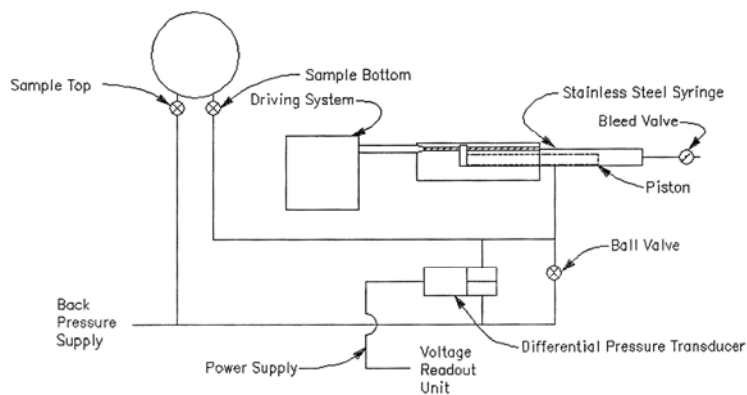 Sample Top
Sample Bottom
Driving System
Stainless Steel Syringe
Bleed Valve
Piston
Ball Valve
Back
Pressure
Supply
Differential Pressure Transducer
Power Supply
Voltage
Readout
Unit